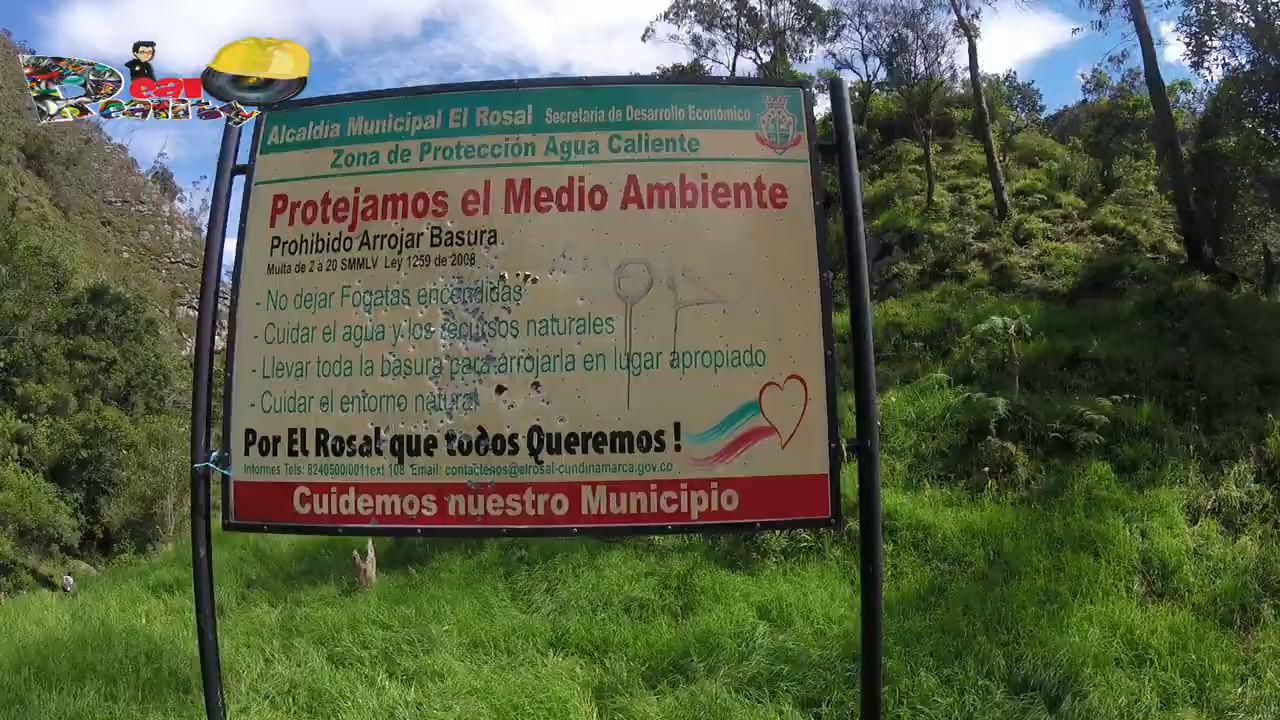 Bear
Reality
Alcaldía Municipal El Rosal Secretaría de Desarrollo Económico
Zona de Protección Agua Caliente
Protejamos el Medio Ambiente
Prohibido Arrojar Basura
Multa de 2 a 20 SMMLV Ley 1259 de 2008
- No dejar Fogatas encendidas
- Cuidar el agua y los recursos naturales
- Llevar toda la basura para arrojarla en lugar apropiado
- Cuidar el entorno natural
Por EL Rosal que todos Queremos !
Informes Tels: 8240500/0011ext 108 Email: contactenos@elrosal-cundinamarca.gov.co
Cuidemos nuestro Municipio